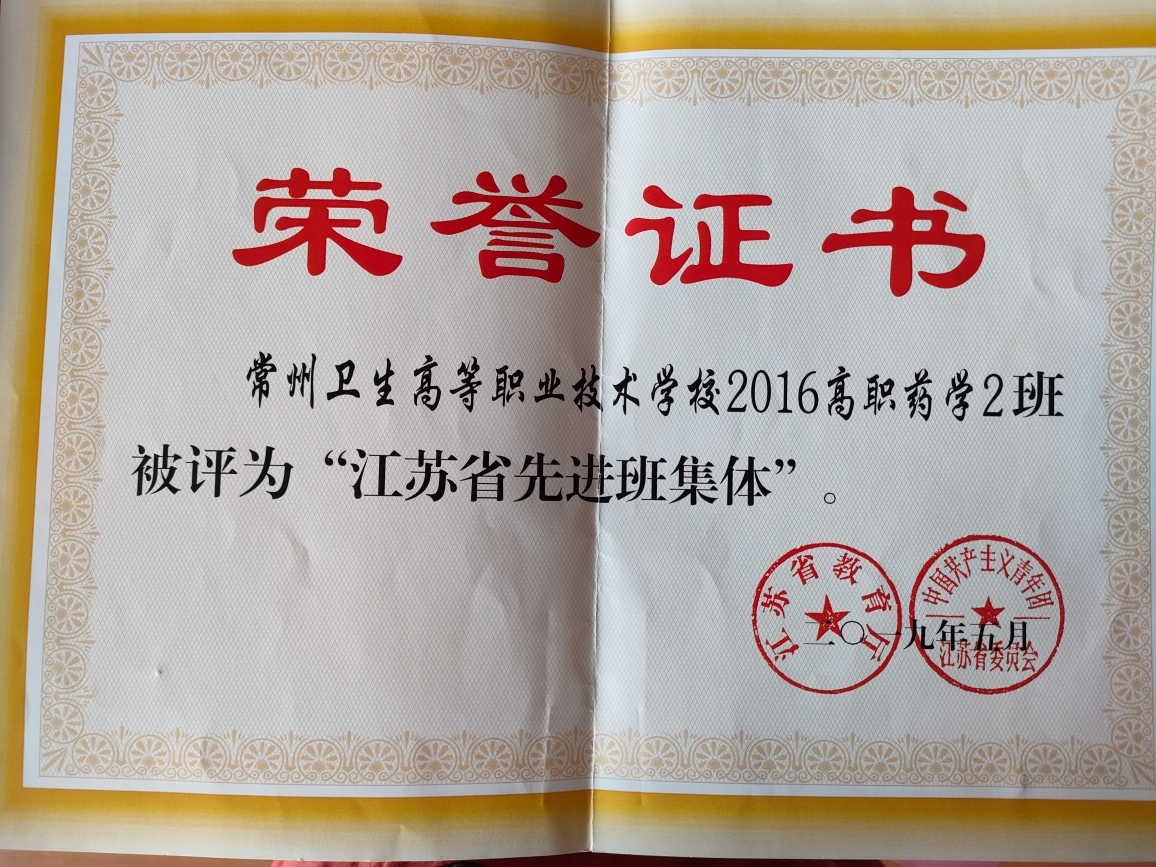 荣誉证书
常州卫生高等职业技术学校2016高职药学2班
被评为“江苏省先进班集体”。
江苏省教育厅
中国共产主义青年团
江苏省委员会
二〇一九年五月